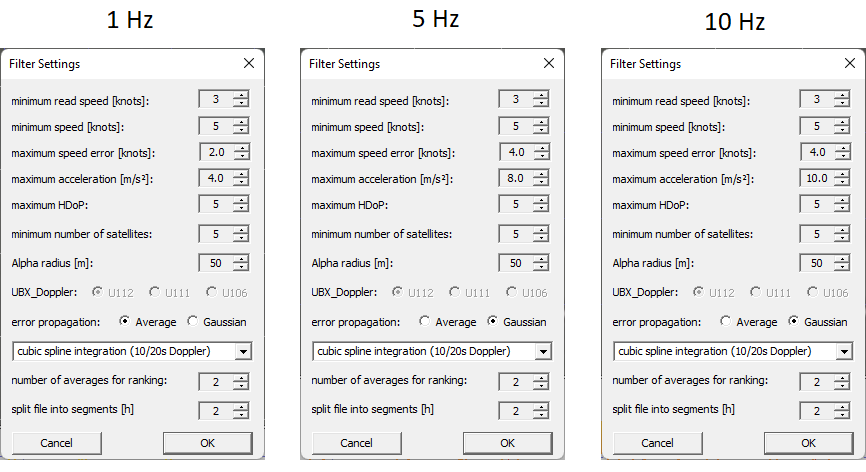 1 Hz
5 Hz
10 Hz
Filter Settings
minimum read speed [knots]: 3
minimum speed [knots]: 5
maximum speed error [knots]: 2.0
maximum acceleration [m/s²]: 4.0
maximum HDoP: 5
minimum number of satellites: 5
Alpha radius [m]: 50
UBX_Doppler: U112 U111 U106
error propagation: Average Gaussian
cubic spline integration (10/20s Doppler)
number of averages for ranking: 2
split file into segments [h] 2
Cancel OK
Filter Settings
minimum read speed [knots]: 3
minimum speed [knots]: 5
maximum speed error [knots]: 4.0
maximum acceleration [m/s²]: 8.0
maximum HDoP: 5
minimum number of satellites: 5
Alpha radius [m]: 50
UBX_Doppler: U112 U111 U106
error propagation: Average Gaussian
cubic spline integration (10/20s Doppler)
number of averages for ranking: 2
split file into segments [h] 2
Cancel OK
Filter Settings
minimum read speed [knots]: 3
minimum speed [knots]: 5
maximum speed error [knots]: 4.0
maximum acceleration [m/s²]: 10.0
maximum HDoP: 5
minimum number of satellites: 5
Alpha radius [m]: 50
UBX_Doppler: U112 U111 U106
error propagation: Average Gaussian
cubic spline integration (10/20s Doppler)
number of averages for ranking: 2
split file into segments [h] 2
Cancel OK